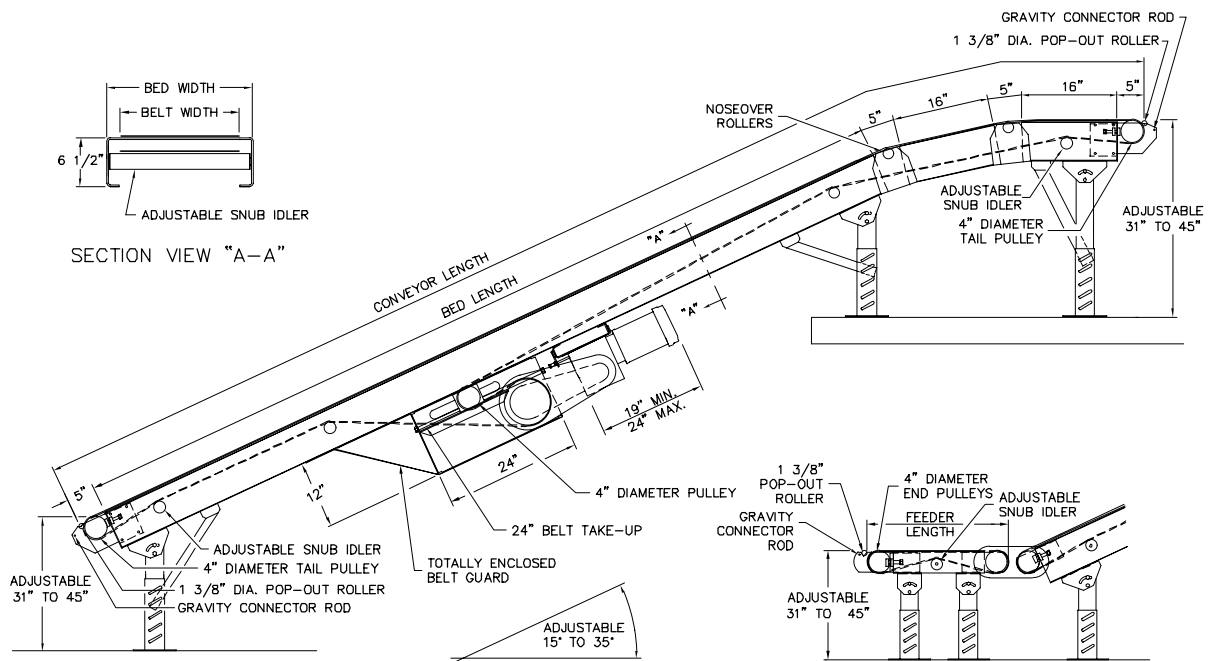 GRAVITY CONNECTOR ROD
1 3/8" DIA. POP-OUT ROLLER
BED WIDTH
BELT WIDTH
6 1/2"
ADJUSTABLE SNUB IDLER
SECTION VIEW "A-A"
NOSEOVER
ROLLERS
5"
16"
5"
16"
5"
ADJUSTABLE
SNUB IDLER
4" DIAMETER
TAIL PULLEY
ADJUSTABLE
31" TO 45"
CONVEYOR LENGTH
BED LENGTH
"A"
"A"
19" MIN.
24" MAX.
24"
12"
5"
4" DIAMETER PULLEY
24" BELT TAKE-UP
TOTALLY ENCLOSED
BELT GUARD
ADJUSTABLE SNUB IDLER
4" DIAMETER TAIL PULLEY
1 3/8" DIA. POP-OUT ROLLER
GRAVITY CONNECTOR ROD
ADJUSTABLE
31" TO 45"
ADJUSTABLE
15° TO 35°
1 3/8"
POP-OUT
ROLLER
4" DIAMETER
END PULLEYS
ADJUSTABLE
SNUB IDLER
GRAVITY
CONNECTOR
ROD
FEEDER
LENGTH
ADJUSTABLE
31" TO 45"